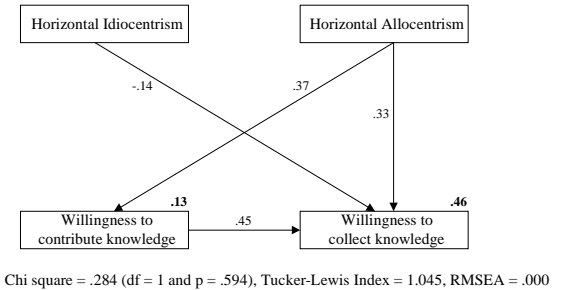 Horizontal Idiocentrism
Horizontal Allocentrism
-.14
.37
.33
.13
.46
Willingness to
contribute knowledge
.45
Willingness to
collect knowledge
Chi square = .284 (df = 1 and p = .594), Tucker-Lewis Index = 1.045, RMSEA = .000